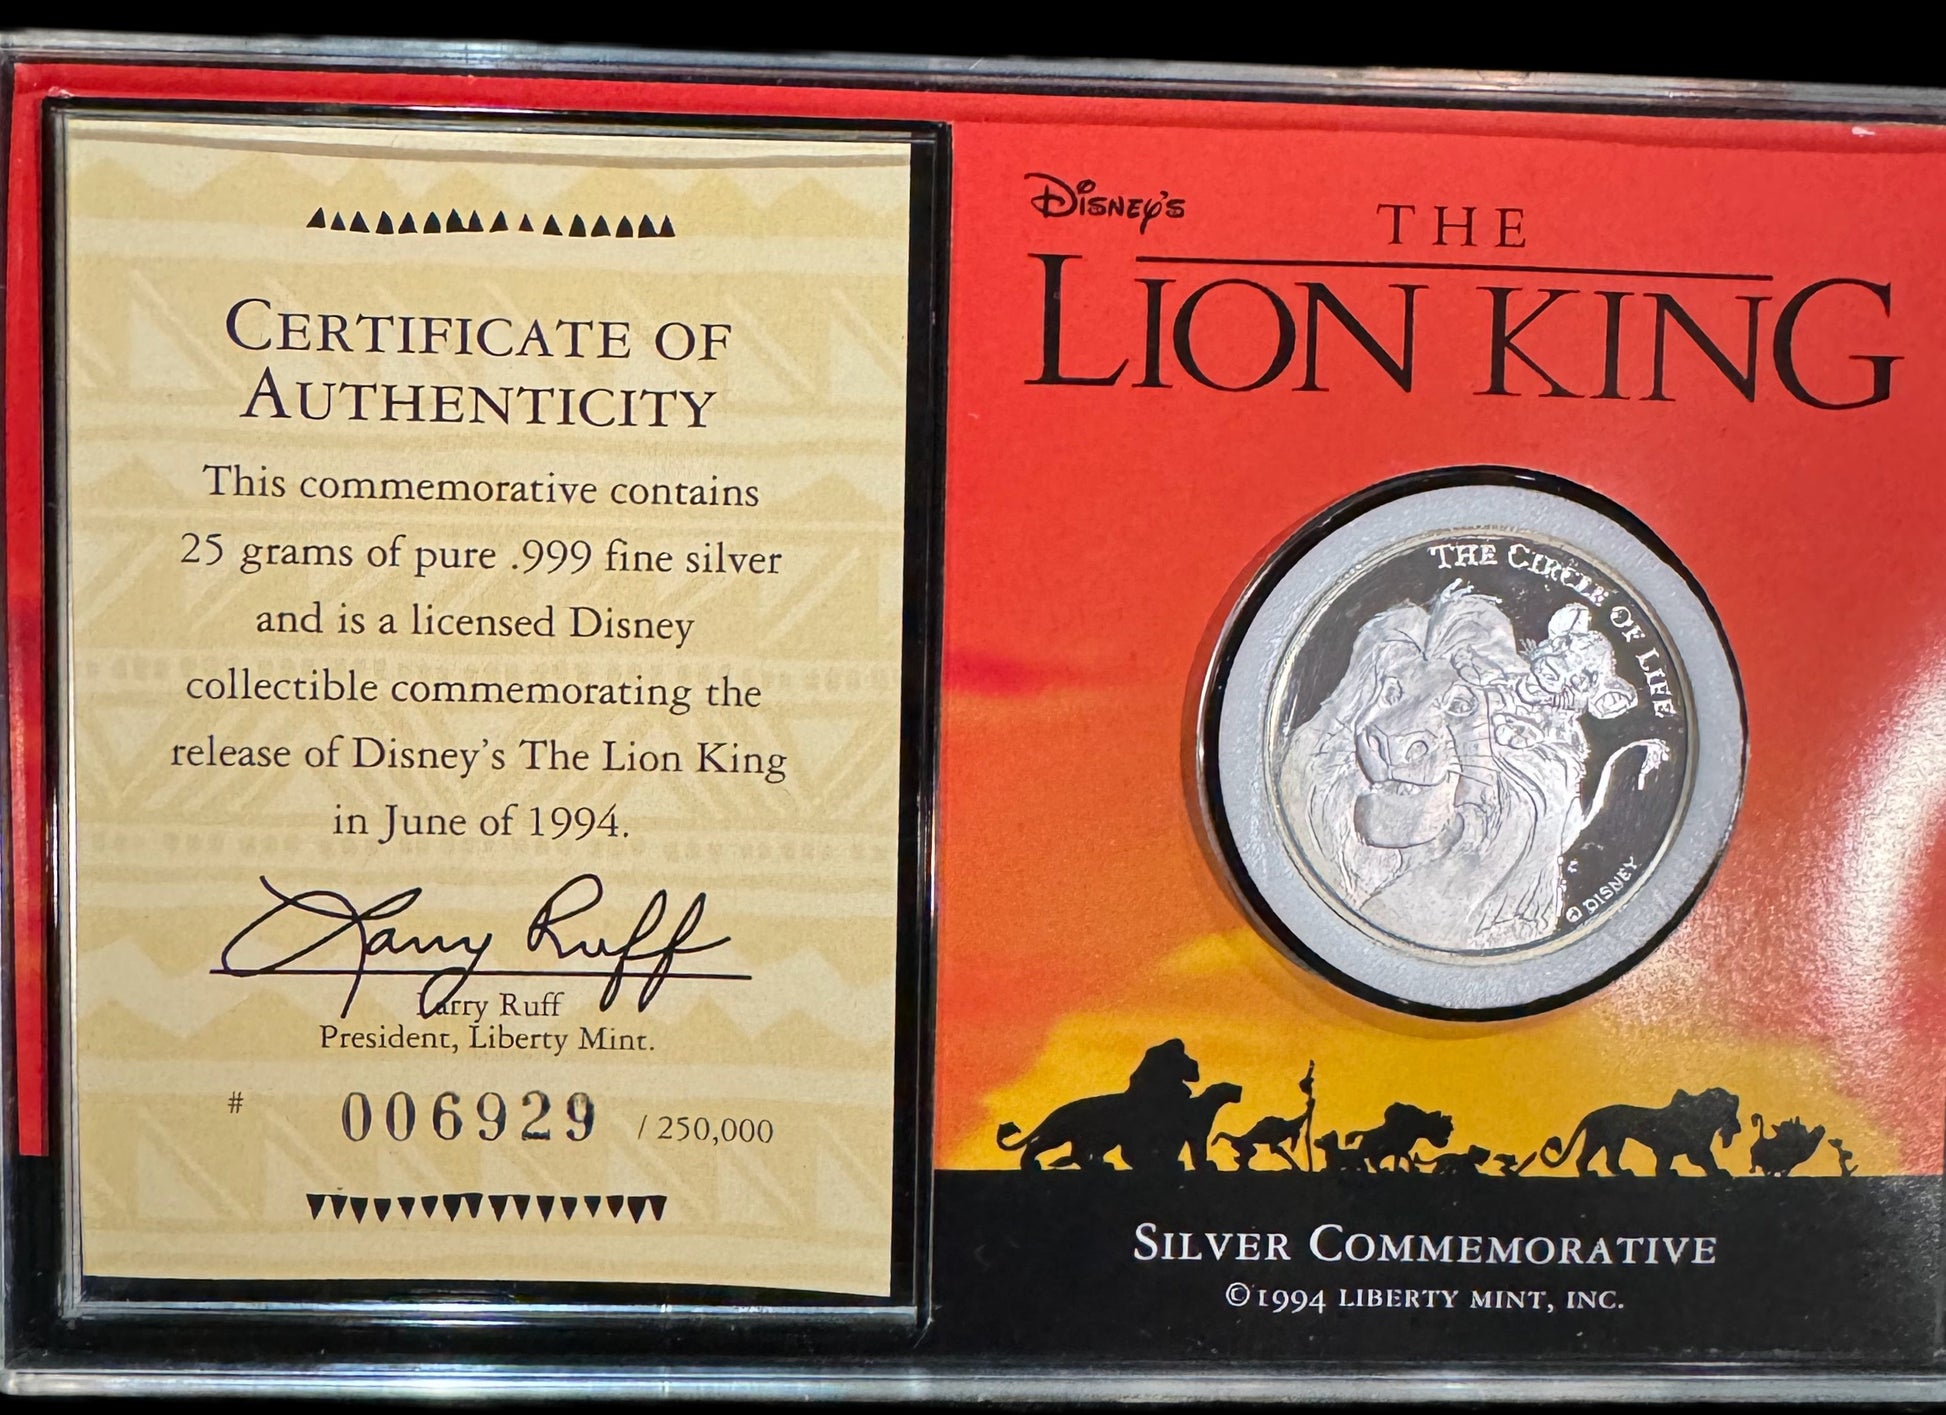 CERTIFICATE OF
AUTHENTICITY
This commemorative contains
25 grams of pure .999 fine silver
and is a licensed Disney
collectible commemorating the
release of Disney's The Lion King
in June of 1994.
Larry Ruff
Larry Ruff
President, Liberty Mint.
# 006929 / 250,000
DISNEY'S
THE
LION KING
THE CIRCLE OF LIFE
© DISNEY
SILVER COMMEMORATIVE
©1994 LIBERTY MINT, INC.